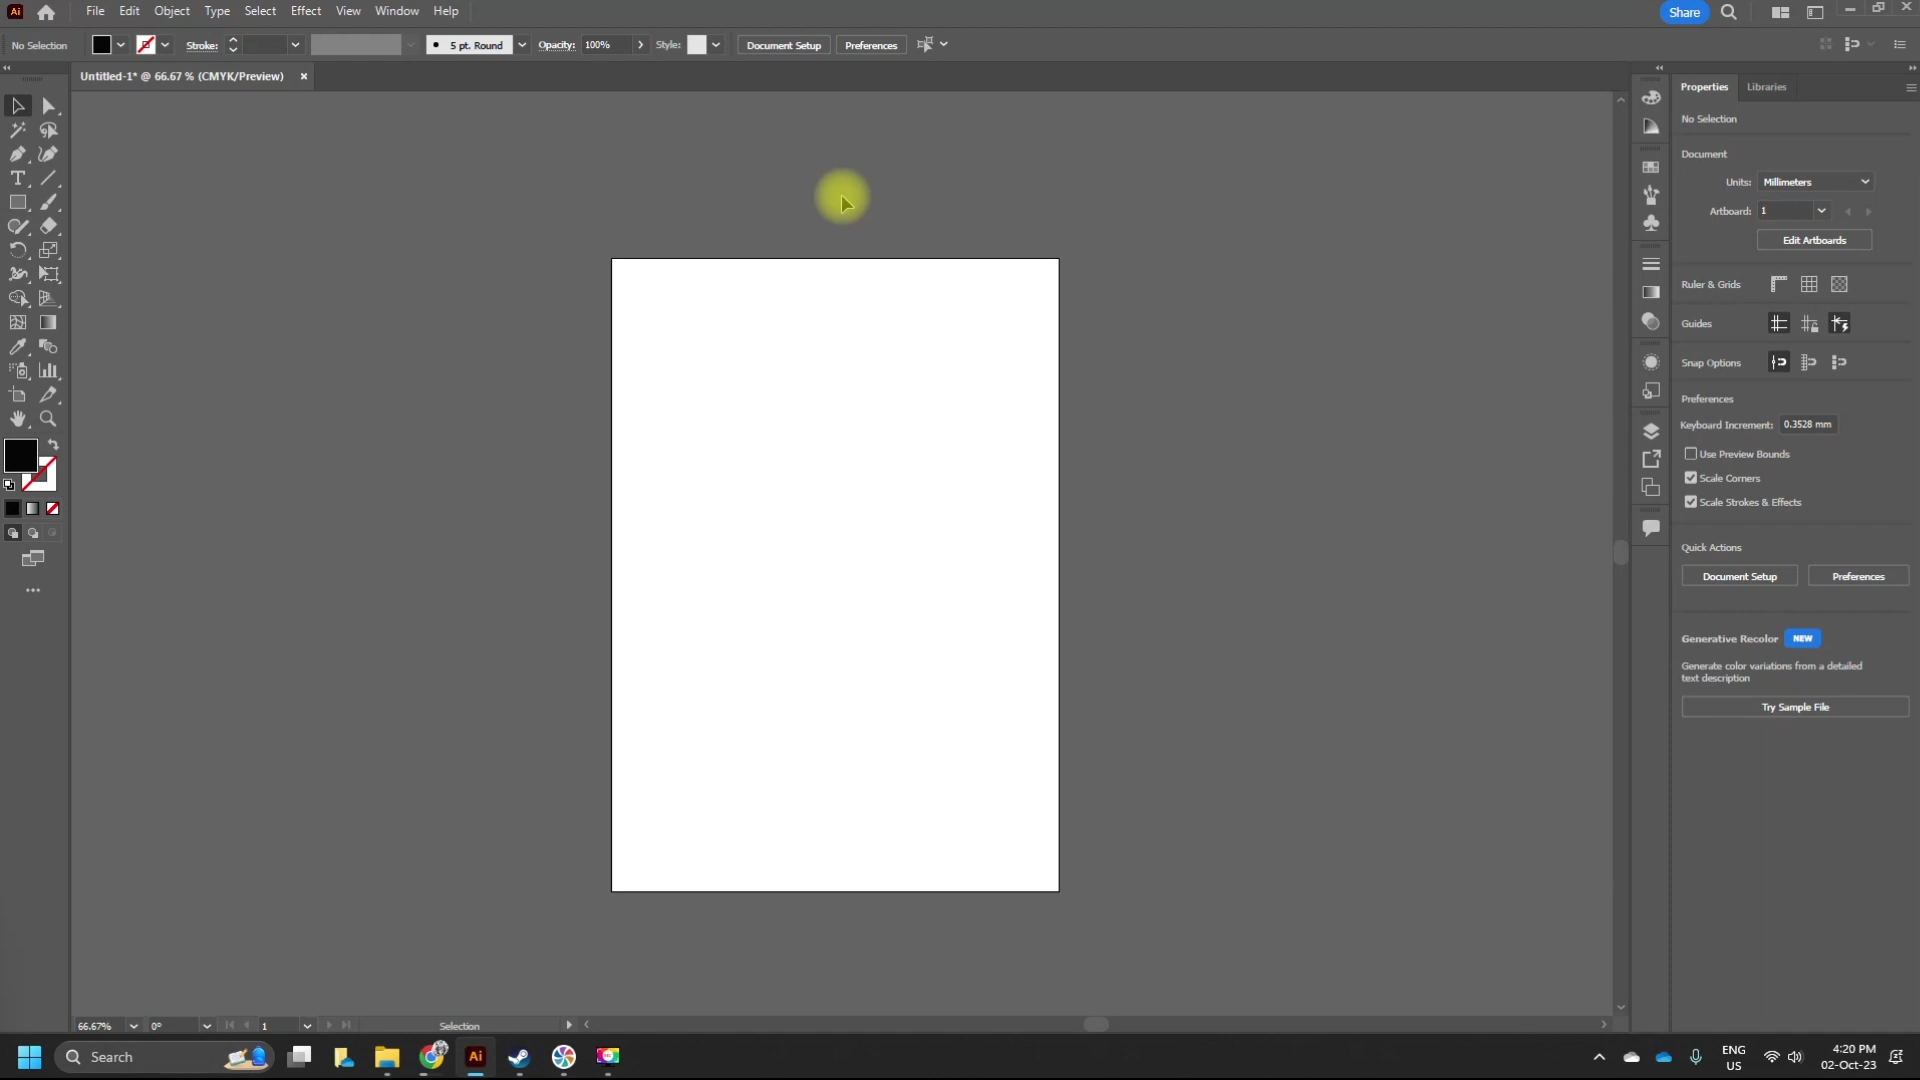 Ai File Edit Object Type Select Effect View Window Help Share
No Selection Stroke: 5 pt. Round Opacity: 100% Style: Document Setup Preferences
Untitled-1* @ 66.67 % (CMYK/Preview) ×
Properties Libraries
No Selection
Document
Units: Millimeters
Artboard: 1
Edit Artboards
Ruler & Grids
Guides
Snap Options
Preferences
Keyboard Increment: 0.3528 mm
Use Preview Bounds
Scale Corners
Scale Strokes & Effects
Quick Actions
Document Setup Preferences
Generative Recolor NEW
Generate color variations from a detailed
text description
Try Sample File
66.67% 0° 1 Selection
Search Ai ENG 4:20 PM
US 02-Oct-23